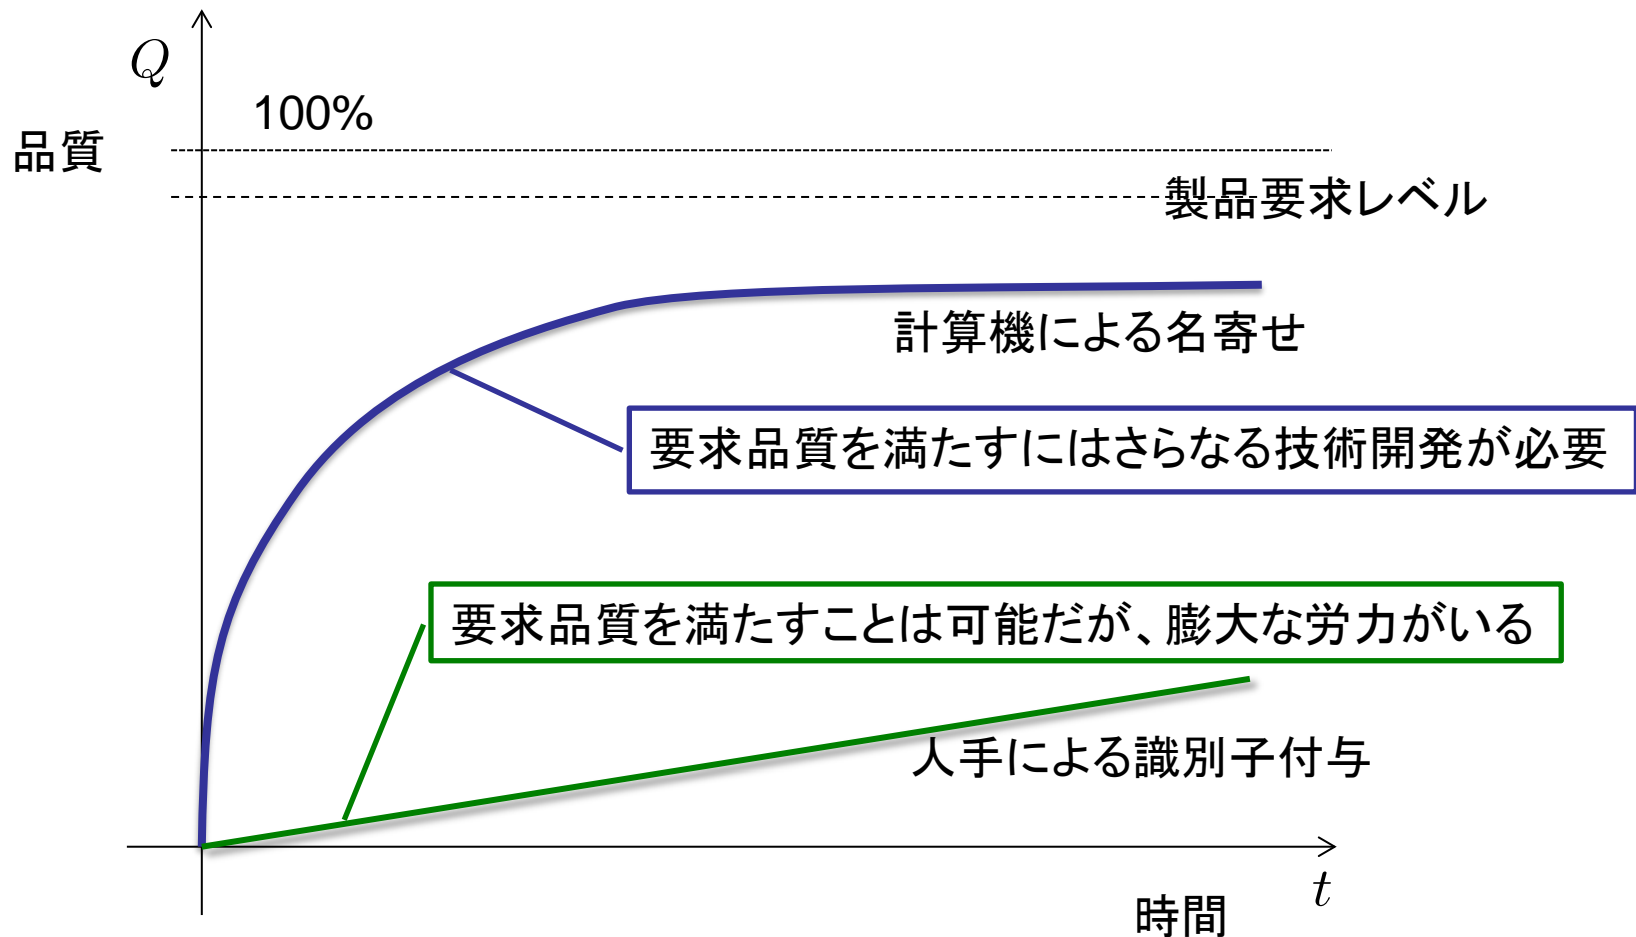 Q
100%
品質
製品要求レベル
計算機による名寄せ
要求品質を満たすにはさらなる技術開発が必要
要求品質を満たすことは可能だが、膨大な労力がいる
人手による識別子付与
t
時間